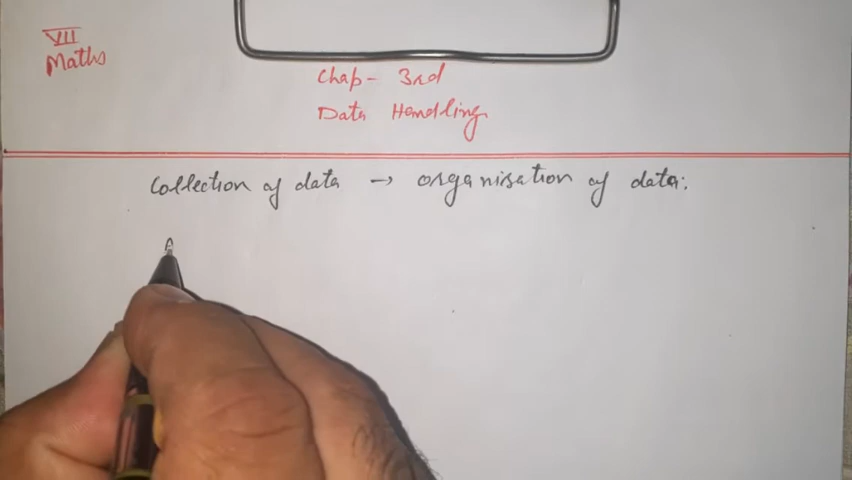 VII
Maths
Chap- 3rd
Data Handling
Collection of data → organisation of data:
A